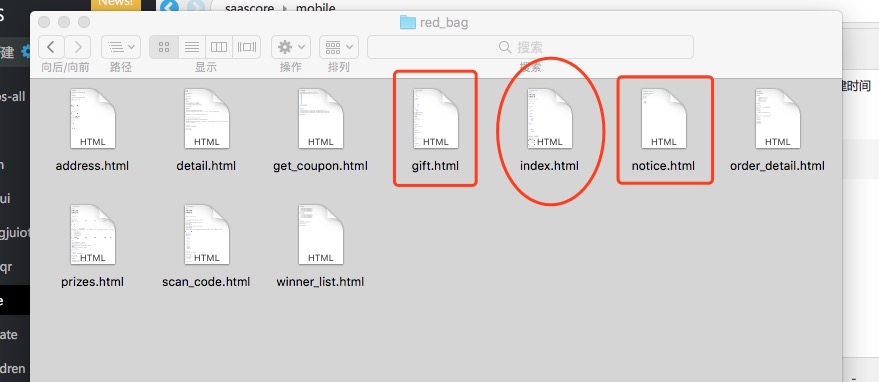 News!
saascore › mobile
S
red_bag
建
搜索
向后/向前 路径 显示 操作 排列 搜索
建时间
os-all
address.html detail.html get_coupon.html gift.html index.html notice.html order_detail.html
HTML HTML HTML HTML HTML HTML HTML
n
ui
gjuiof
qr
HTML HTML HTML
prizes.html scan_code.html winner_list.html
e
ate
dren